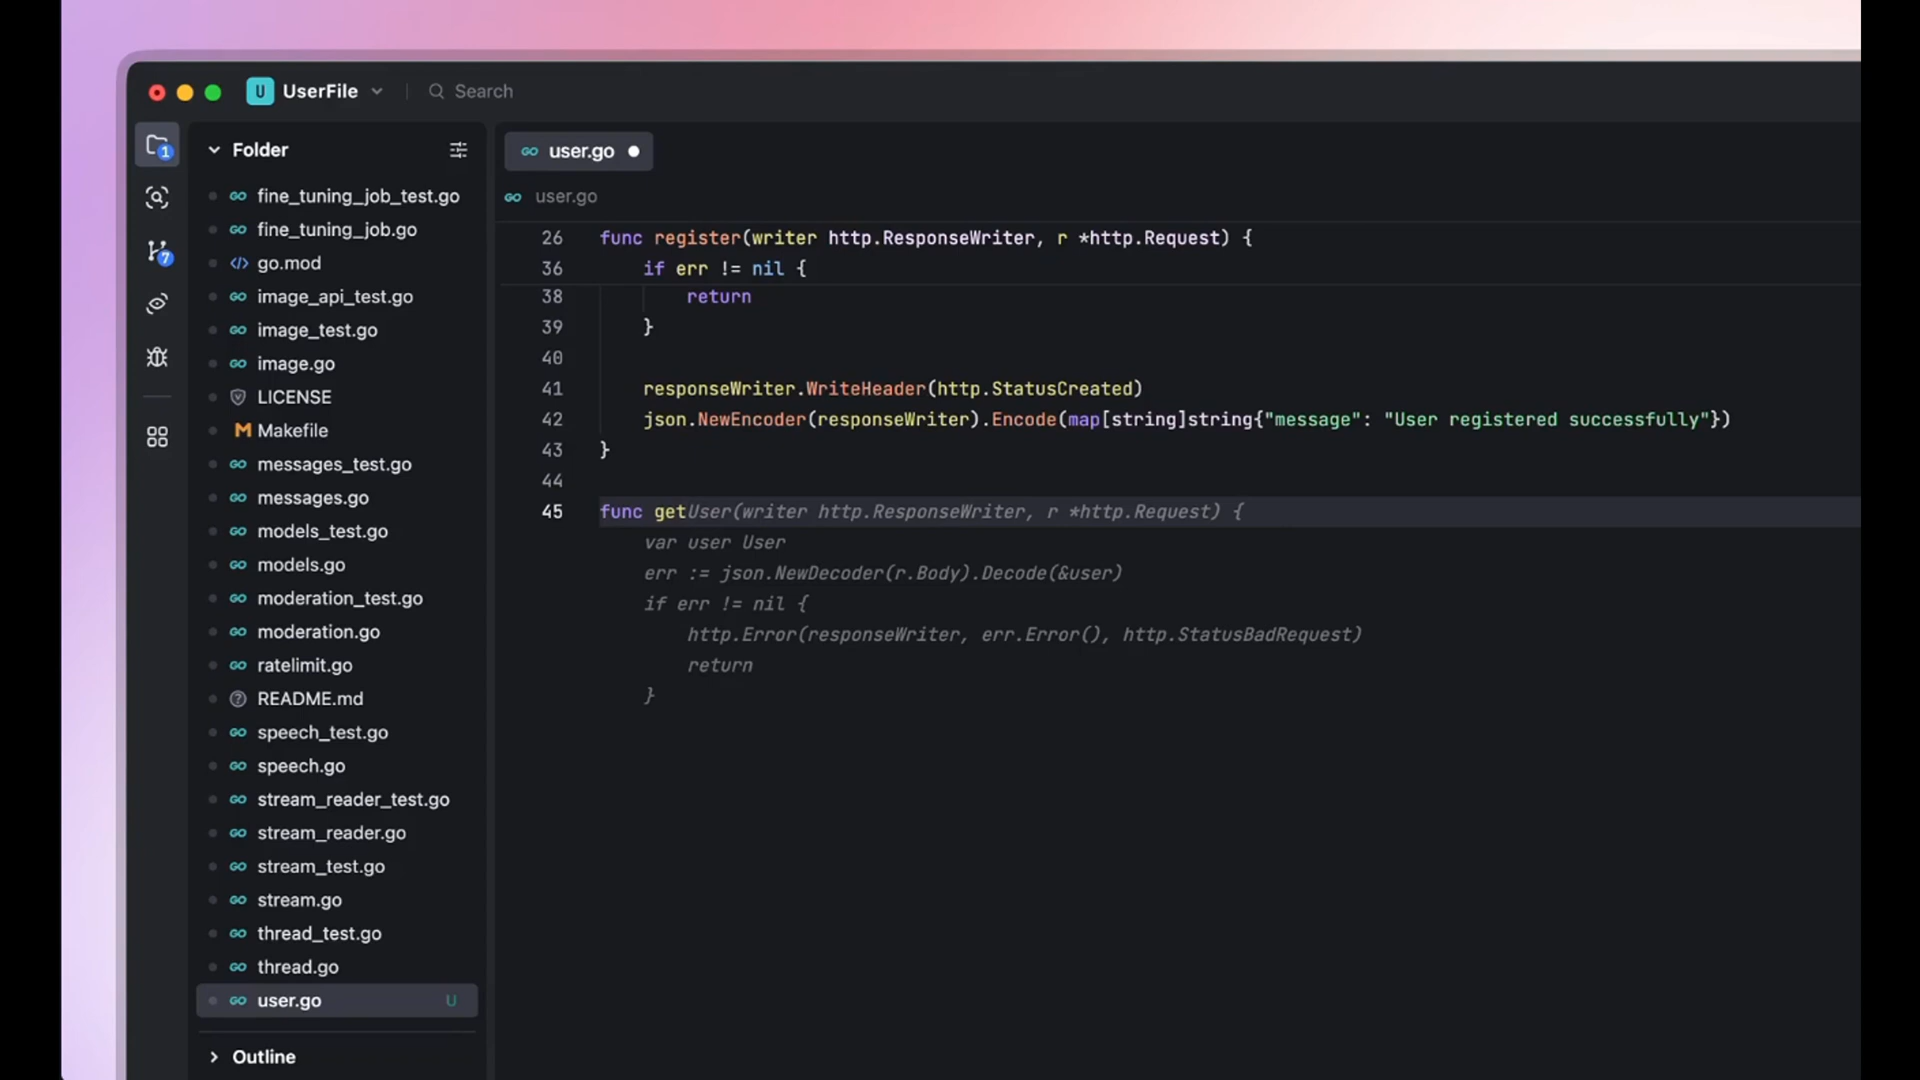 U UserFile Search
1
7
Folder
fine_tuning_job_test.go
fine_tuning_job.go
go.mod
image_api_test.go
image_test.go
image.go
LICENSE
Makefile
messages_test.go
messages.go
models_test.go
models.go
moderation_test.go
moderation.go
ratelimit.go
README.md
speech_test.go
speech.go
stream_reader_test.go
stream_reader.go
stream_test.go
stream.go
thread_test.go
thread.go
user.go U
Outline
user.go
user.go
26 func register(writer http.ResponseWriter, r *http.Request) {
36 if err != nil {
38 return
39 }
40
41 responseWriter.WriteHeader(http.StatusCreated)
42 json.NewEncoder(responseWriter).Encode(map[string]string{"message": "User registered successfully"})
43 }
44
45 func getUser(writer http.ResponseWriter, r *http.Request) {
var user User
err := json.NewDecoder(r.Body).Decode(&user)
if err != nil {
http.Error(responseWriter, err.Error(), http.StatusBadRequest)
return
}